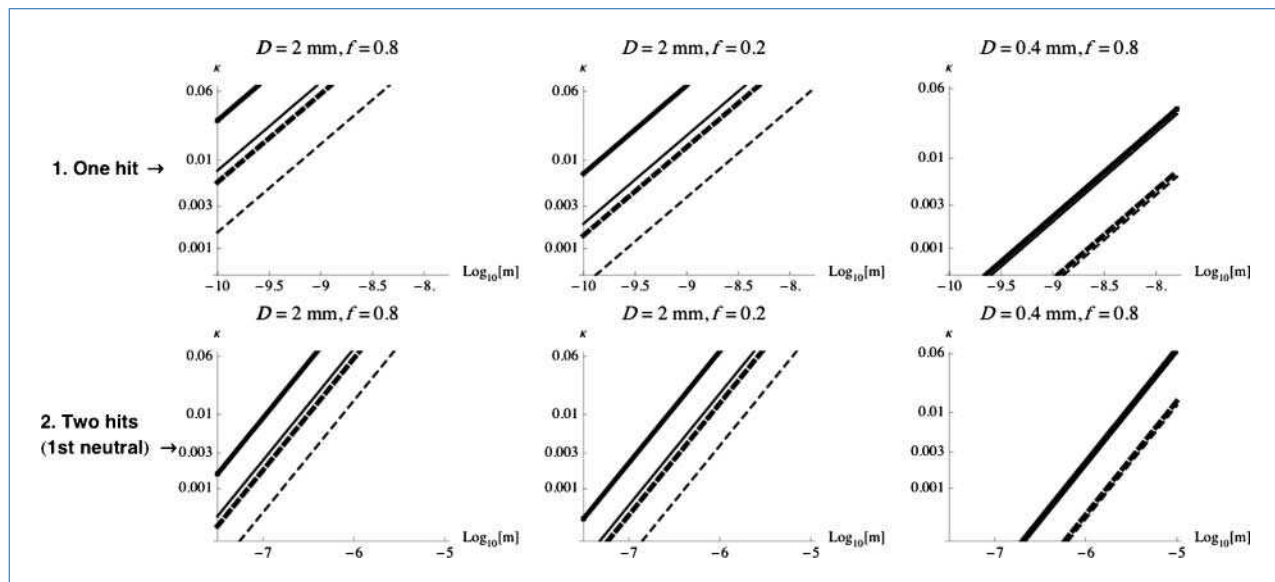 D = 2 mm, f = 0.8
κ
0.06
0.01
0.003
0.001
−10 −9.5 −9 −8.5 −8.
Log₁₀[m]
D = 2 mm, f = 0.2
κ
0.06
0.01
0.003
0.001
−10 −9.5 −9 −8.5 −8.
Log₁₀[m]
D = 0.4 mm, f = 0.8
κ
0.06
0.01
0.003
0.001
−10 −9.5 −9 −8.5 −8.
Log₁₀[m]
1. One hit →
D = 2 mm, f = 0.8
κ
0.06
0.01
0.003
0.001
−7 −6 −5
Log₁₀[m]
D = 2 mm, f = 0.2
κ
0.06
0.01
0.003
0.001
−7 −6 −5
Log₁₀[m]
D = 0.4 mm, f = 0.8
κ
0.06
0.01
0.003
0.001
−7 −6 −5
Log₁₀[m]
2. Two hits
(1st neutral) →